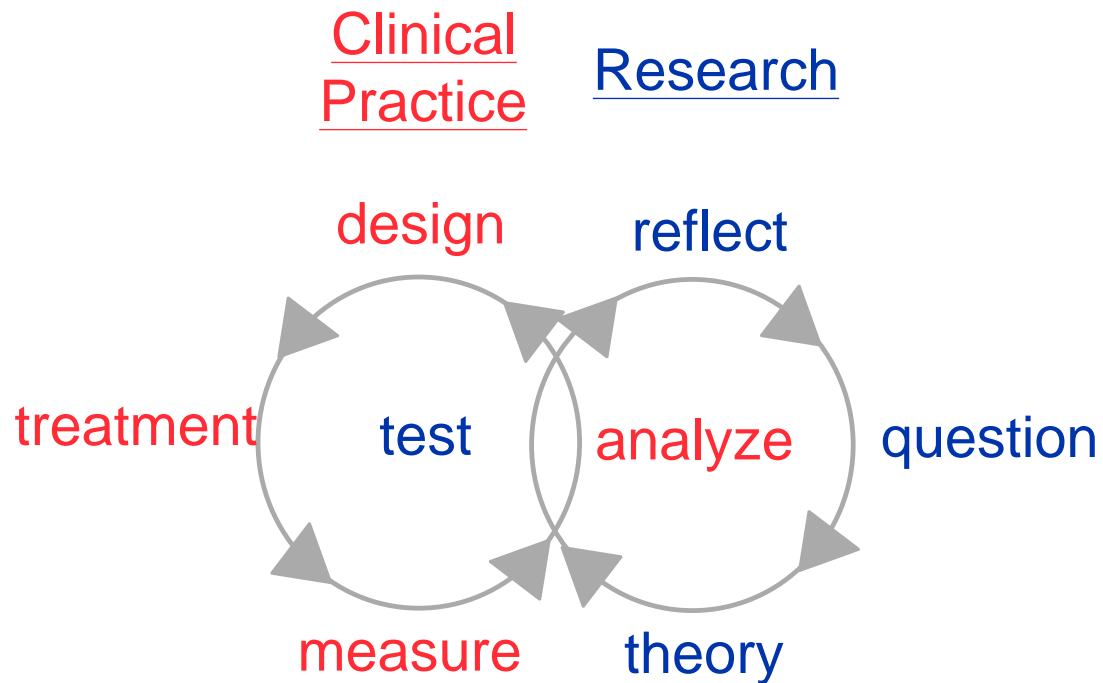 Clinical
Practice
Research
design
reflect
treatment
test
analyze
question
measure
theory